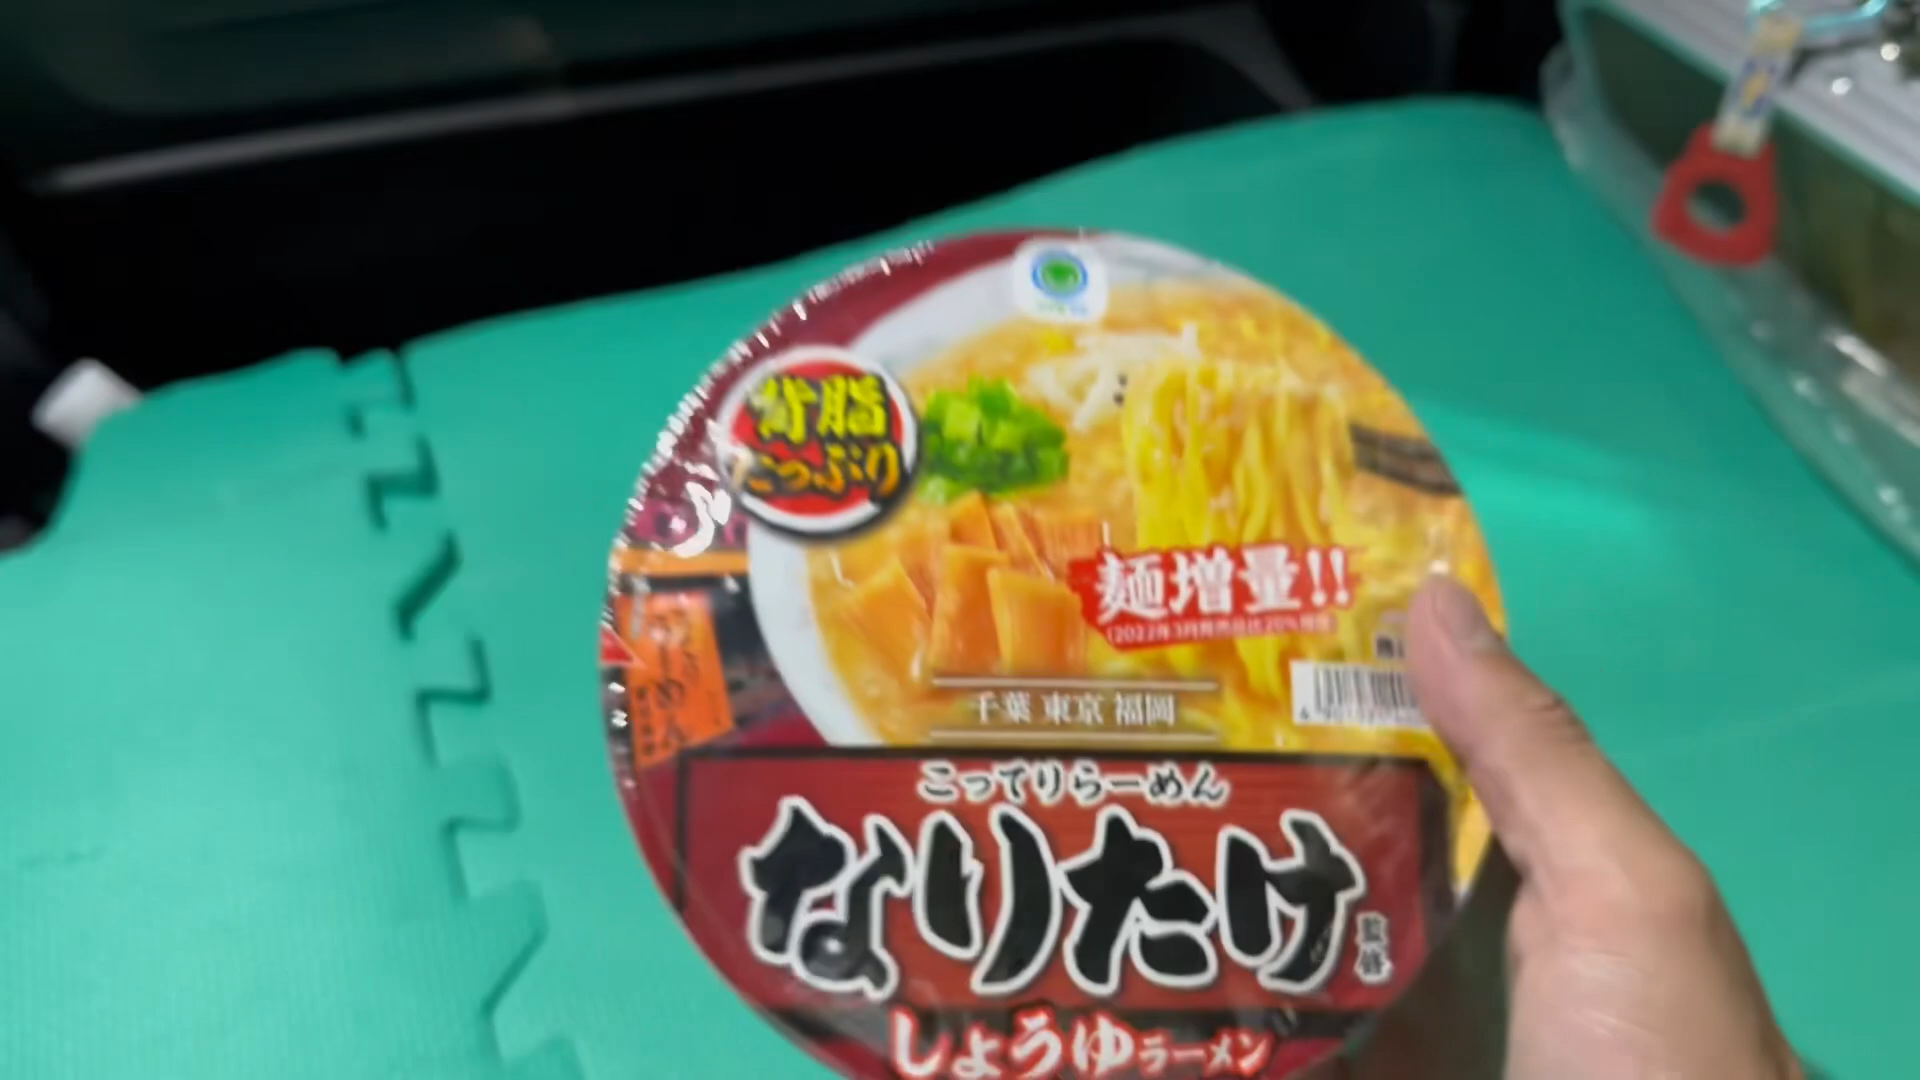 背脂
たっぷり
麺増量!!
千葉 東京 福岡
こってりらーめん
なりたけ
監修
しょうゆラーメン